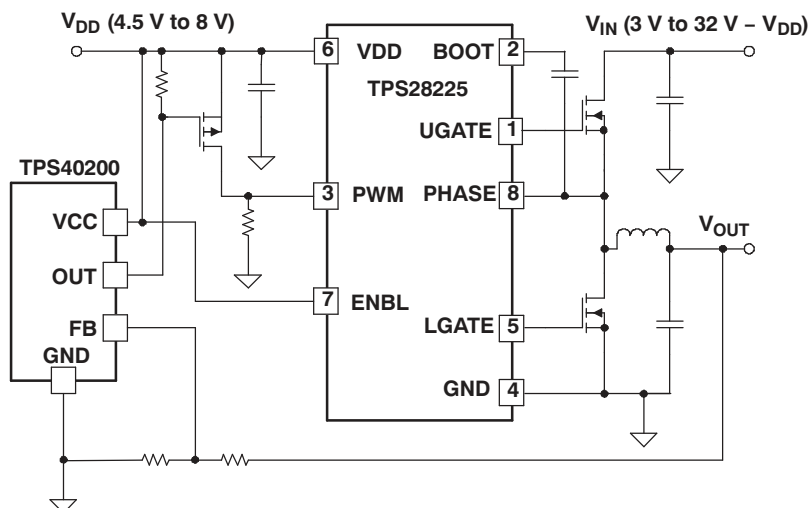 VDD (4.5 V to 8 V)
VIN (3 V to 32 V – VDD)
6 VDD
BOOT 2
TPS28225
UGATE 1
TPS40200
3 PWM
PHASE 8
VCC
VOUT
OUT
7 ENBL
LGATE 5
FB
GND
GND 4